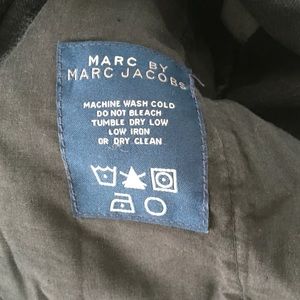 MARC BY
MARC JACOBS
MACHINE WASH COLD
DO NOT BLEACH
TUMBLE DRY LOW
LOW IRON
OR DRY CLEAN